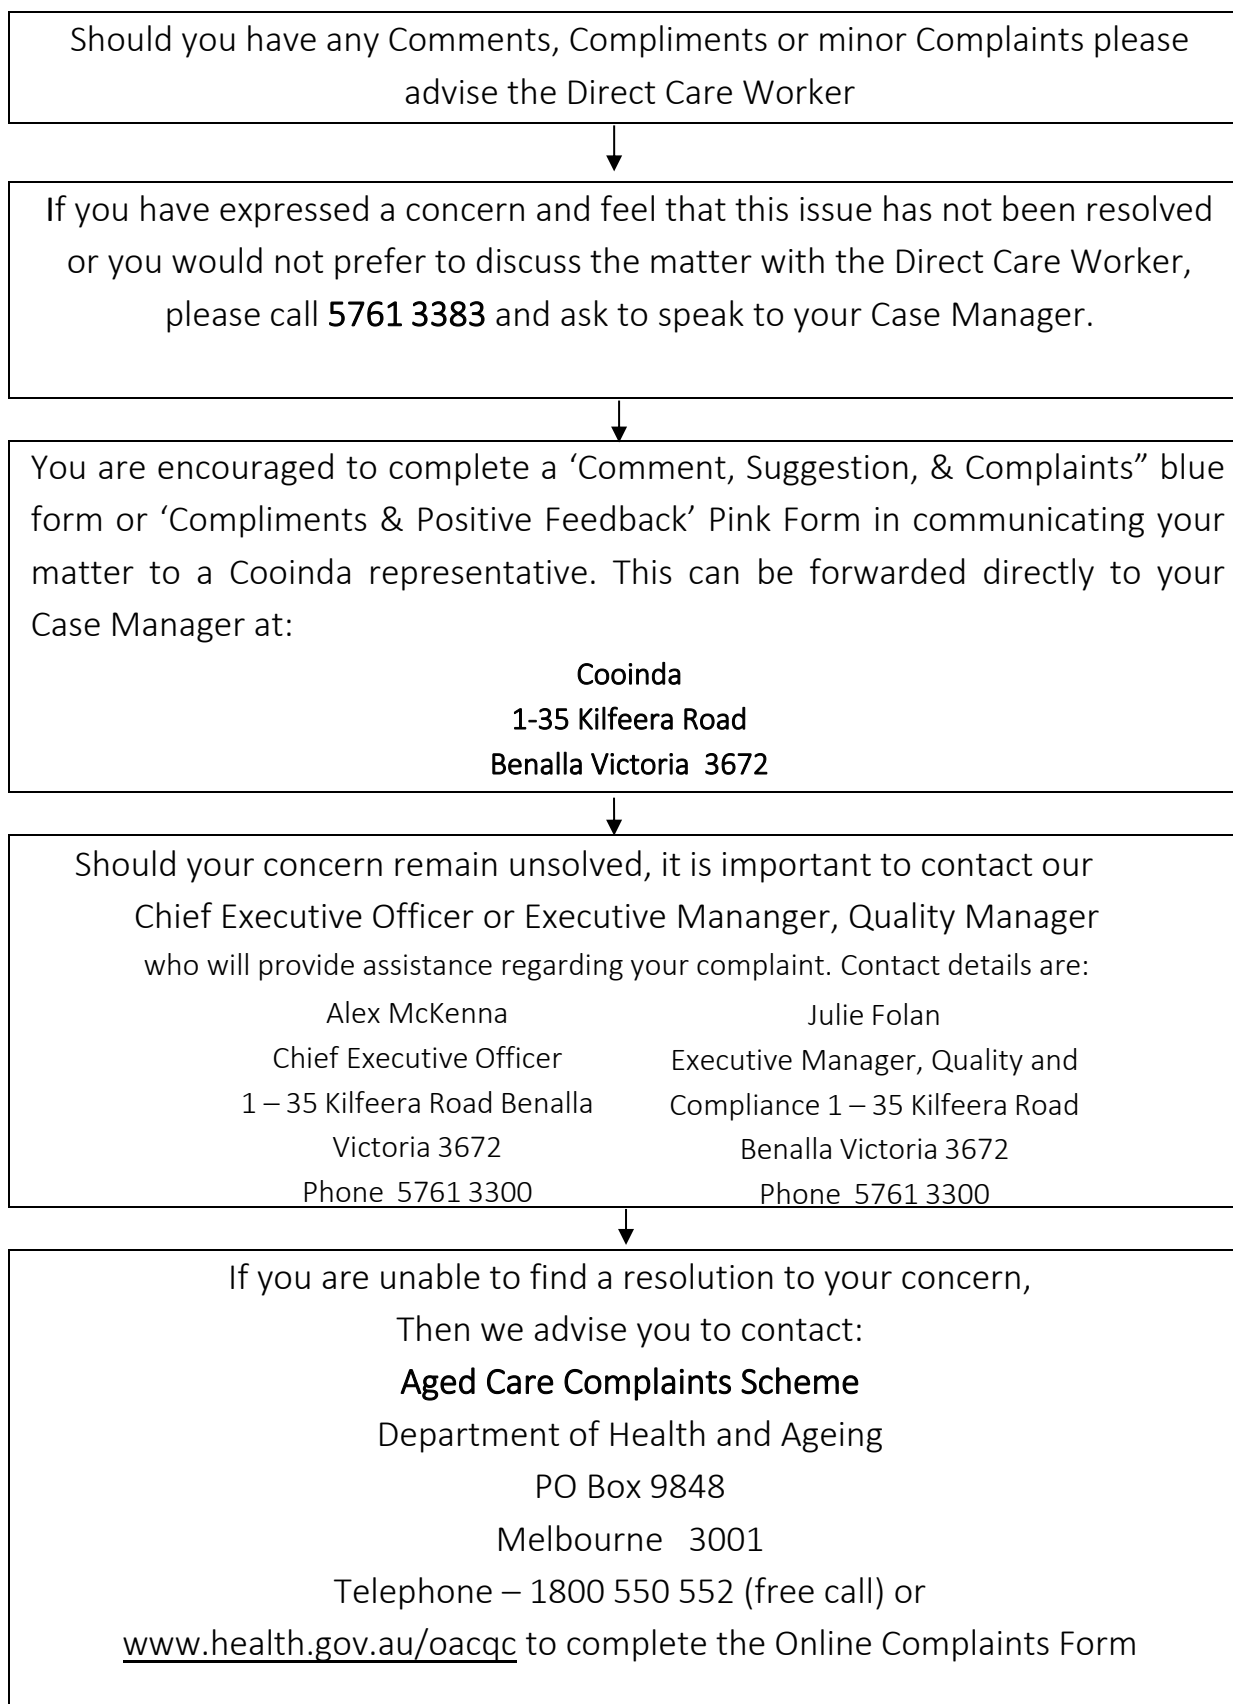 Should you have any Comments, Compliments or minor Complaints please
advise the Direct Care Worker
If you have expressed a concern and feel that this issue has not been resolved
or you would not prefer to discuss the matter with the Direct Care Worker,
please call 5761 3383 and ask to speak to your Case Manager.
You are encouraged to complete a ‘Comment, Suggestion, & Complaints” blue
form or ‘Compliments & Positive Feedback’ Pink Form in communicating your
matter to a Cooinda representative. This can be forwarded directly to your
Case Manager at:
Cooinda
1-35 Kilfeera Road
Benalla Victoria 3672
Should your concern remain unsolved, it is important to contact our
Chief Executive Officer or Executive Mananger, Quality Manager
who will provide assistance regarding your complaint. Contact details are:
Alex McKenna
Chief Executive Officer
1 – 35 Kilfeera Road Benalla
Victoria 3672
Phone 5761 3300
Julie Folan
Executive Manager, Quality and
Compliance 1 – 35 Kilfeera Road
Benalla Victoria 3672
Phone 5761 3300
If you are unable to find a resolution to your concern,
Then we advise you to contact:
Aged Care Complaints Scheme
Department of Health and Ageing
PO Box 9848
Melbourne 3001
Telephone – 1800 550 552 (free call) or
www.health.gov.au/oacqc to complete the Online Complaints Form